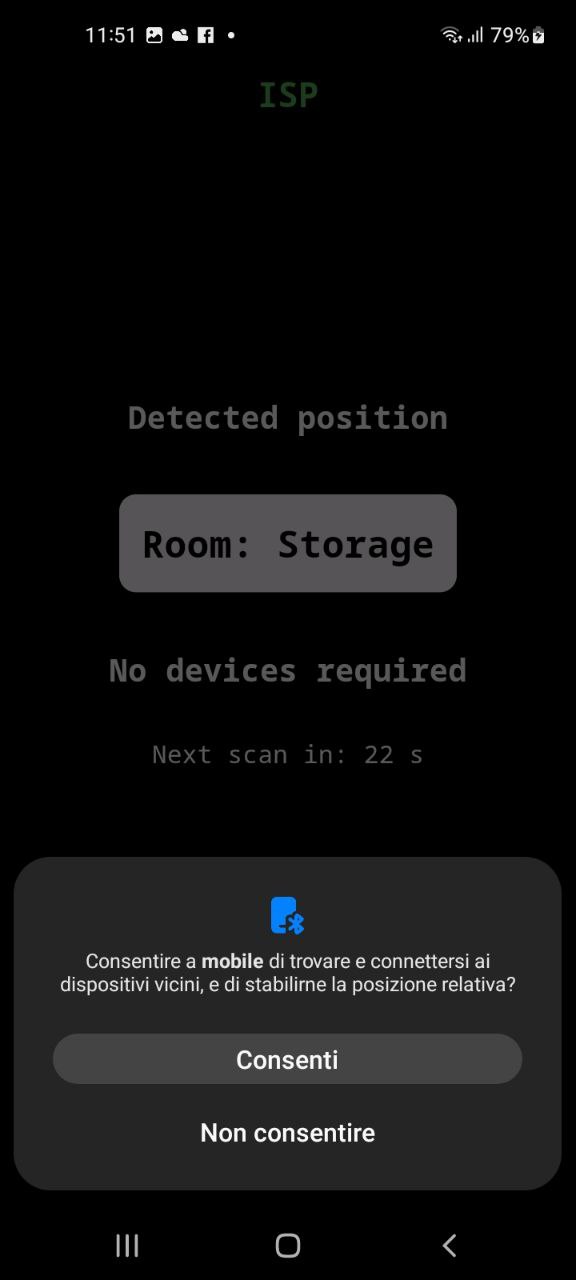 11:51 79%
ISP
Detected position
Room: Storage
No devices required
Next scan in: 22 s
Consentire a mobile di trovare e connettersi ai
dispositivi vicini, e di stabilirne la posizione relativa?
Consenti
Non consentire